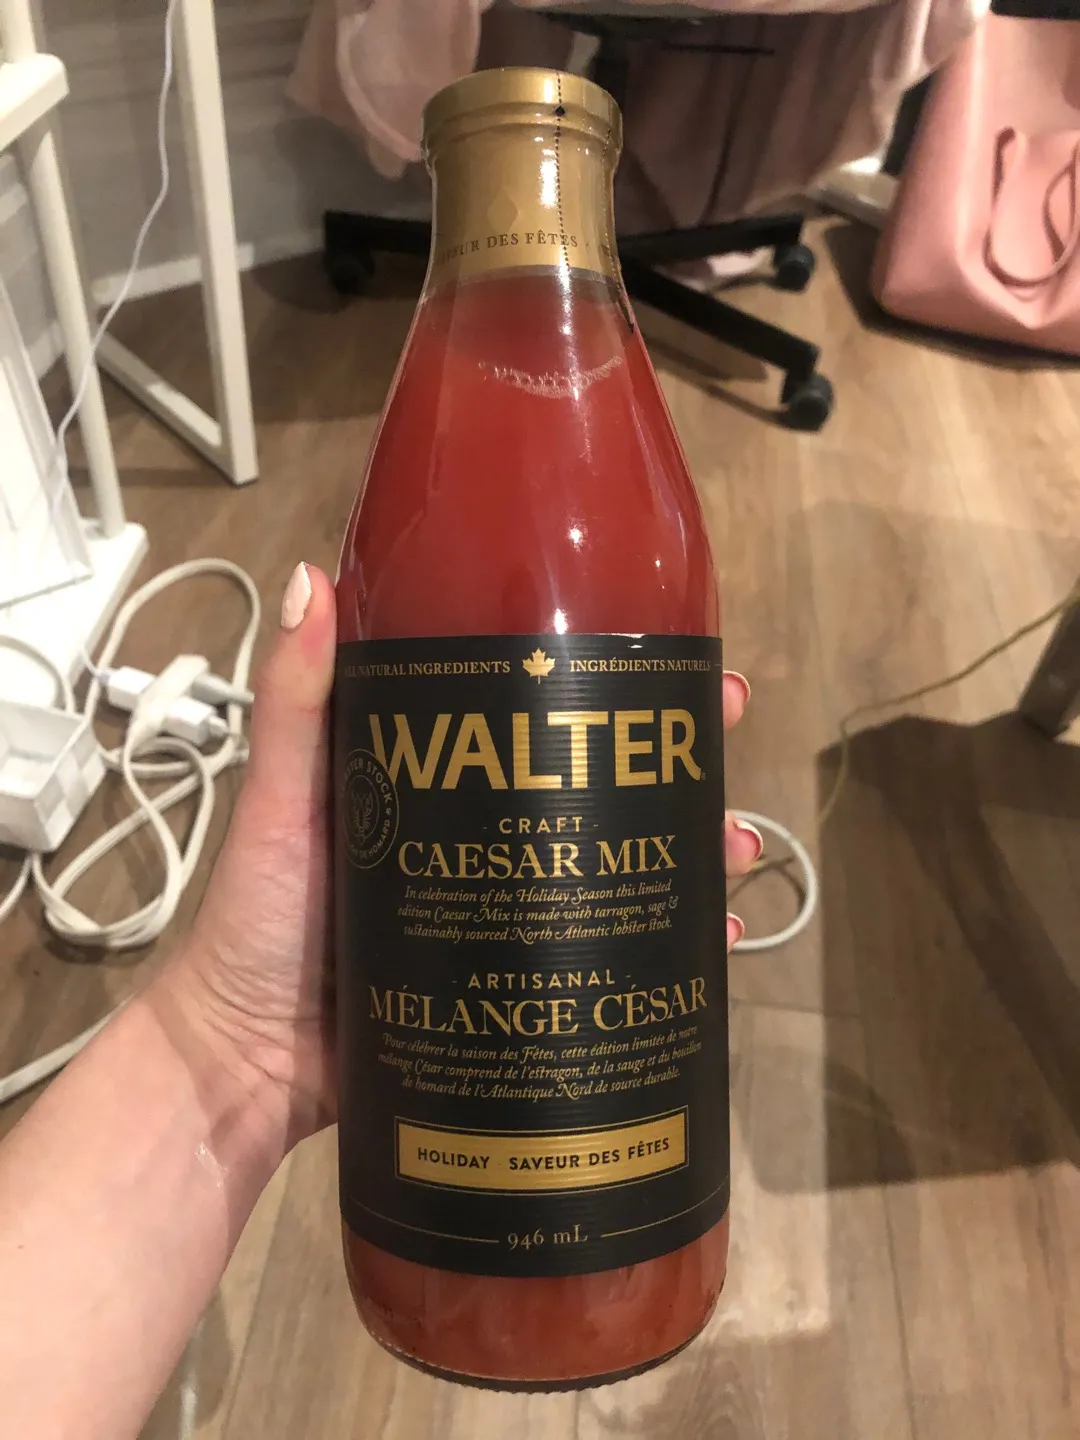 DES FÊTES
ALL NATURAL INGREDIENTS INGRÉDIENTS NATURELS
WALTER
STOCK
DE HOMARD
- CRAFT -
CAESAR MIX
In celebration of the Holiday Season this limited
edition Caesar Mix is made with tarragon, sage &
sustainably sourced North Atlantic lobster stock.
- ARTISANAL -
MÉLANGE CÉSAR
Pour célébrer la saison des Fêtes, cette édition limitée de notre
mélange César comprend de l'estragon, de la sauge et du bouillon
de homard de l'Atlantique Nord de source durable.
HOLIDAY SAVEUR DES FÊTES
946 mL